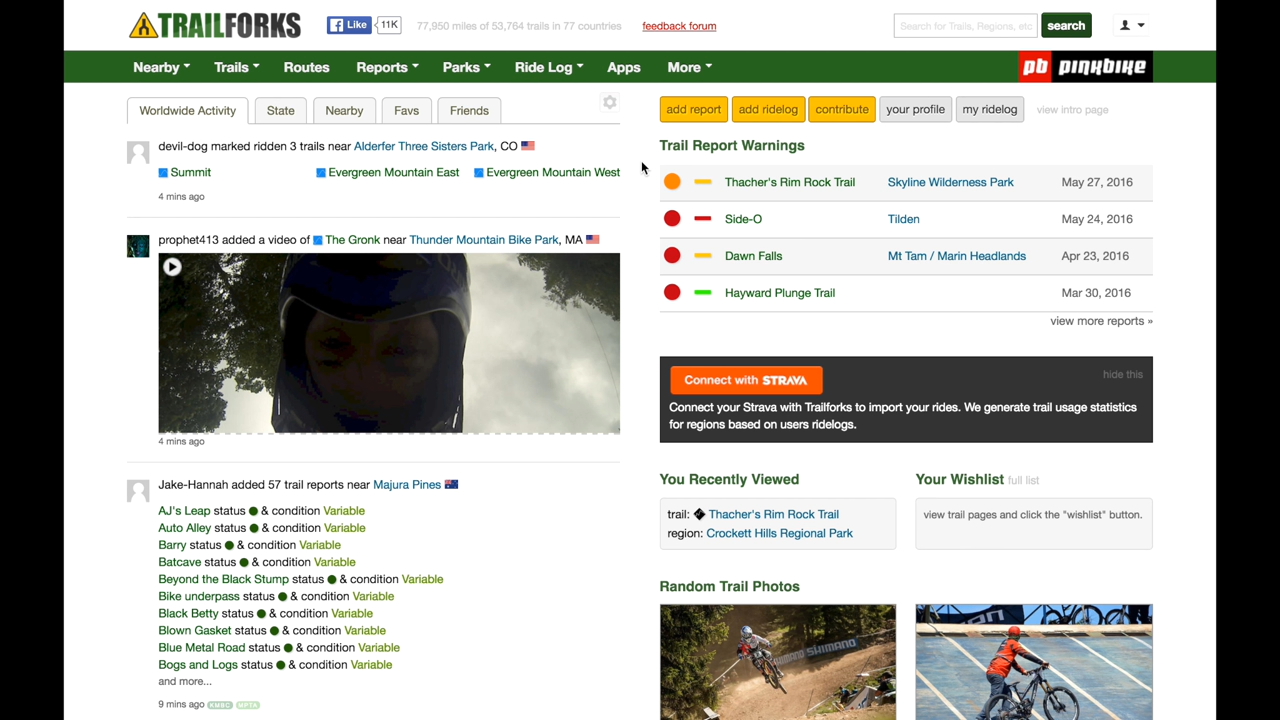 TRAILFORKS
Like 11K
77,950 miles of 53,764 trails in 77 countries
feedback forum
Search for Trails, Regions, etc
search
Nearby Trails Routes Reports Parks Ride Log Apps More
pb pinkbike
Worldwide Activity State Nearby Favs Friends
devil-dog marked ridden 3 trails near Alderfer Three Sisters Park, CO
Summit Evergreen Mountain East Evergreen Mountain West
4 mins ago
prophet413 added a video of The Gronk near Thunder Mountain Bike Park, MA
4 mins ago
Jake-Hannah added 57 trail reports near Majura Pines
AJ's Leap status & condition Variable
Auto Alley status & condition Variable
Barry status & condition Variable
Batcave status & condition Variable
Beyond the Black Stump status & condition Variable
Bike underpass status & condition Variable
Black Betty status & condition Variable
Blown Gasket status & condition Variable
Blue Metal Road status & condition Variable
Bogs and Logs status & condition Variable
and more...
9 mins ago KMBC MPTA
add report add ridelog contribute your profile my ridelog view intro page
Trail Report Warnings
Thacher's Rim Rock Trail Skyline Wilderness Park May 27, 2016
Side-O Tilden May 24, 2016
Dawn Falls Mt Tam / Marin Headlands Apr 23, 2016
Hayward Plunge Trail Mar 30, 2016
view more reports »
Connect with STRAVA
hide this
Connect your Strava with Trailforks to import your rides. We generate trail usage statistics
for regions based on users ridelogs.
You Recently Viewed
trail: Thacher's Rim Rock Trail
region: Crockett Hills Regional Park
Your Wishlist full list
view trail pages and click the "wishlist" button.
Random Trail Photos
SHIMANO